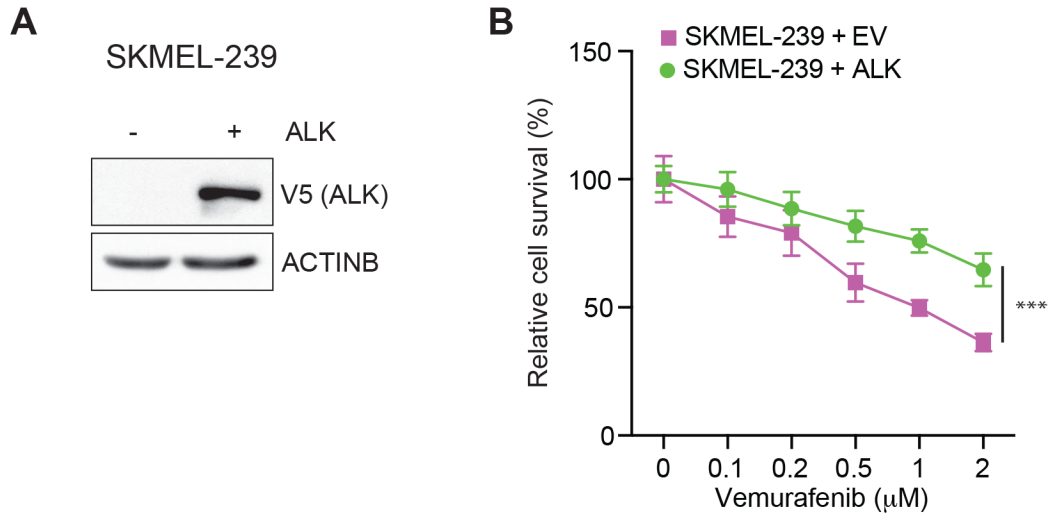 A
SKMEL-239
- + ALK
V5 (ALK)
ACTINB
B
SKMEL-239 + EV
SKMEL-239 + ALK
Relative cell survival (%)
150
100
50
0
***
0 0.1 0.2 0.5 1 2
Vemurafenib (μM)